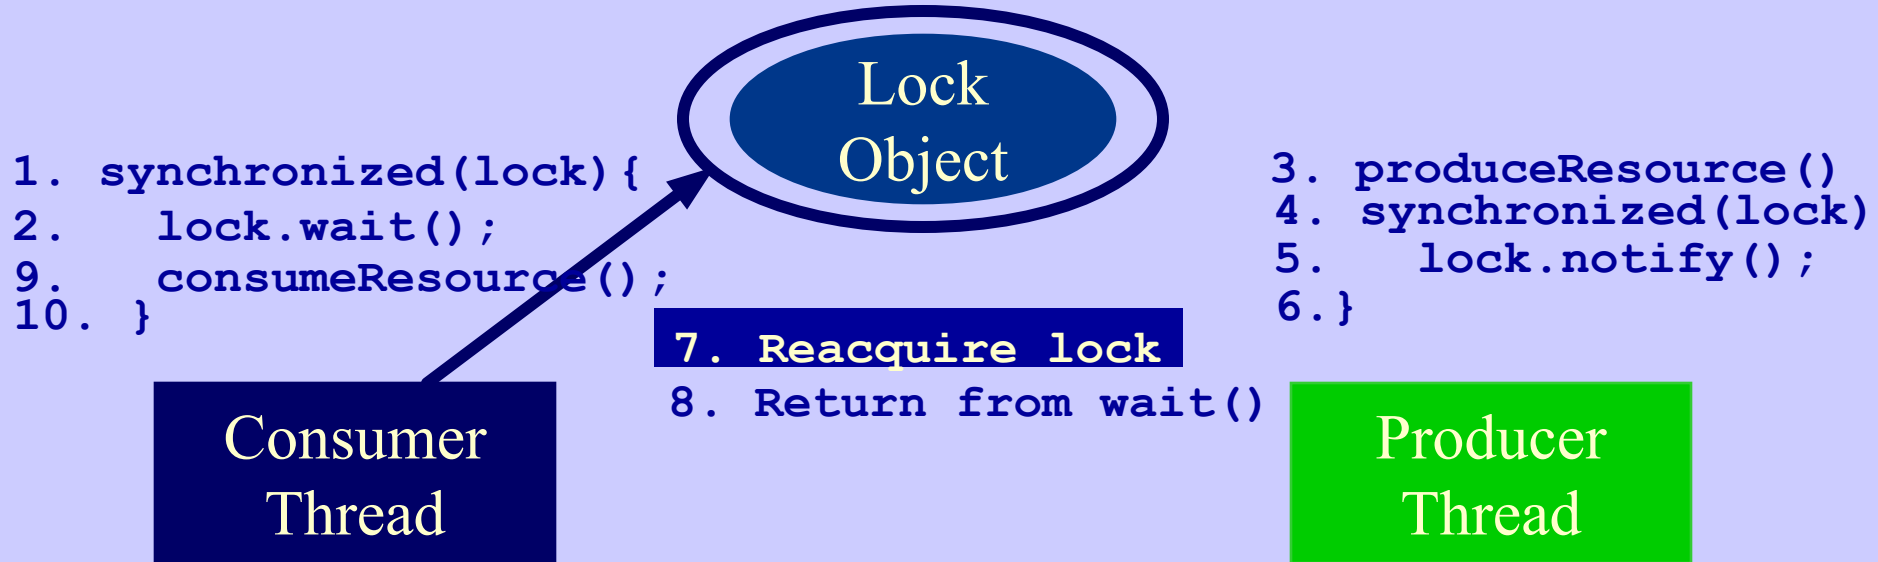 Lock
Object
1. synchronized(lock){
2.   lock.wait();
9.   consumeResource();
10. }
3. produceResource()
4. synchronized(lock)
5.   lock.notify();
6.}
7. Reacquire lock
8. Return from wait()
Consumer
Thread
Producer
Thread